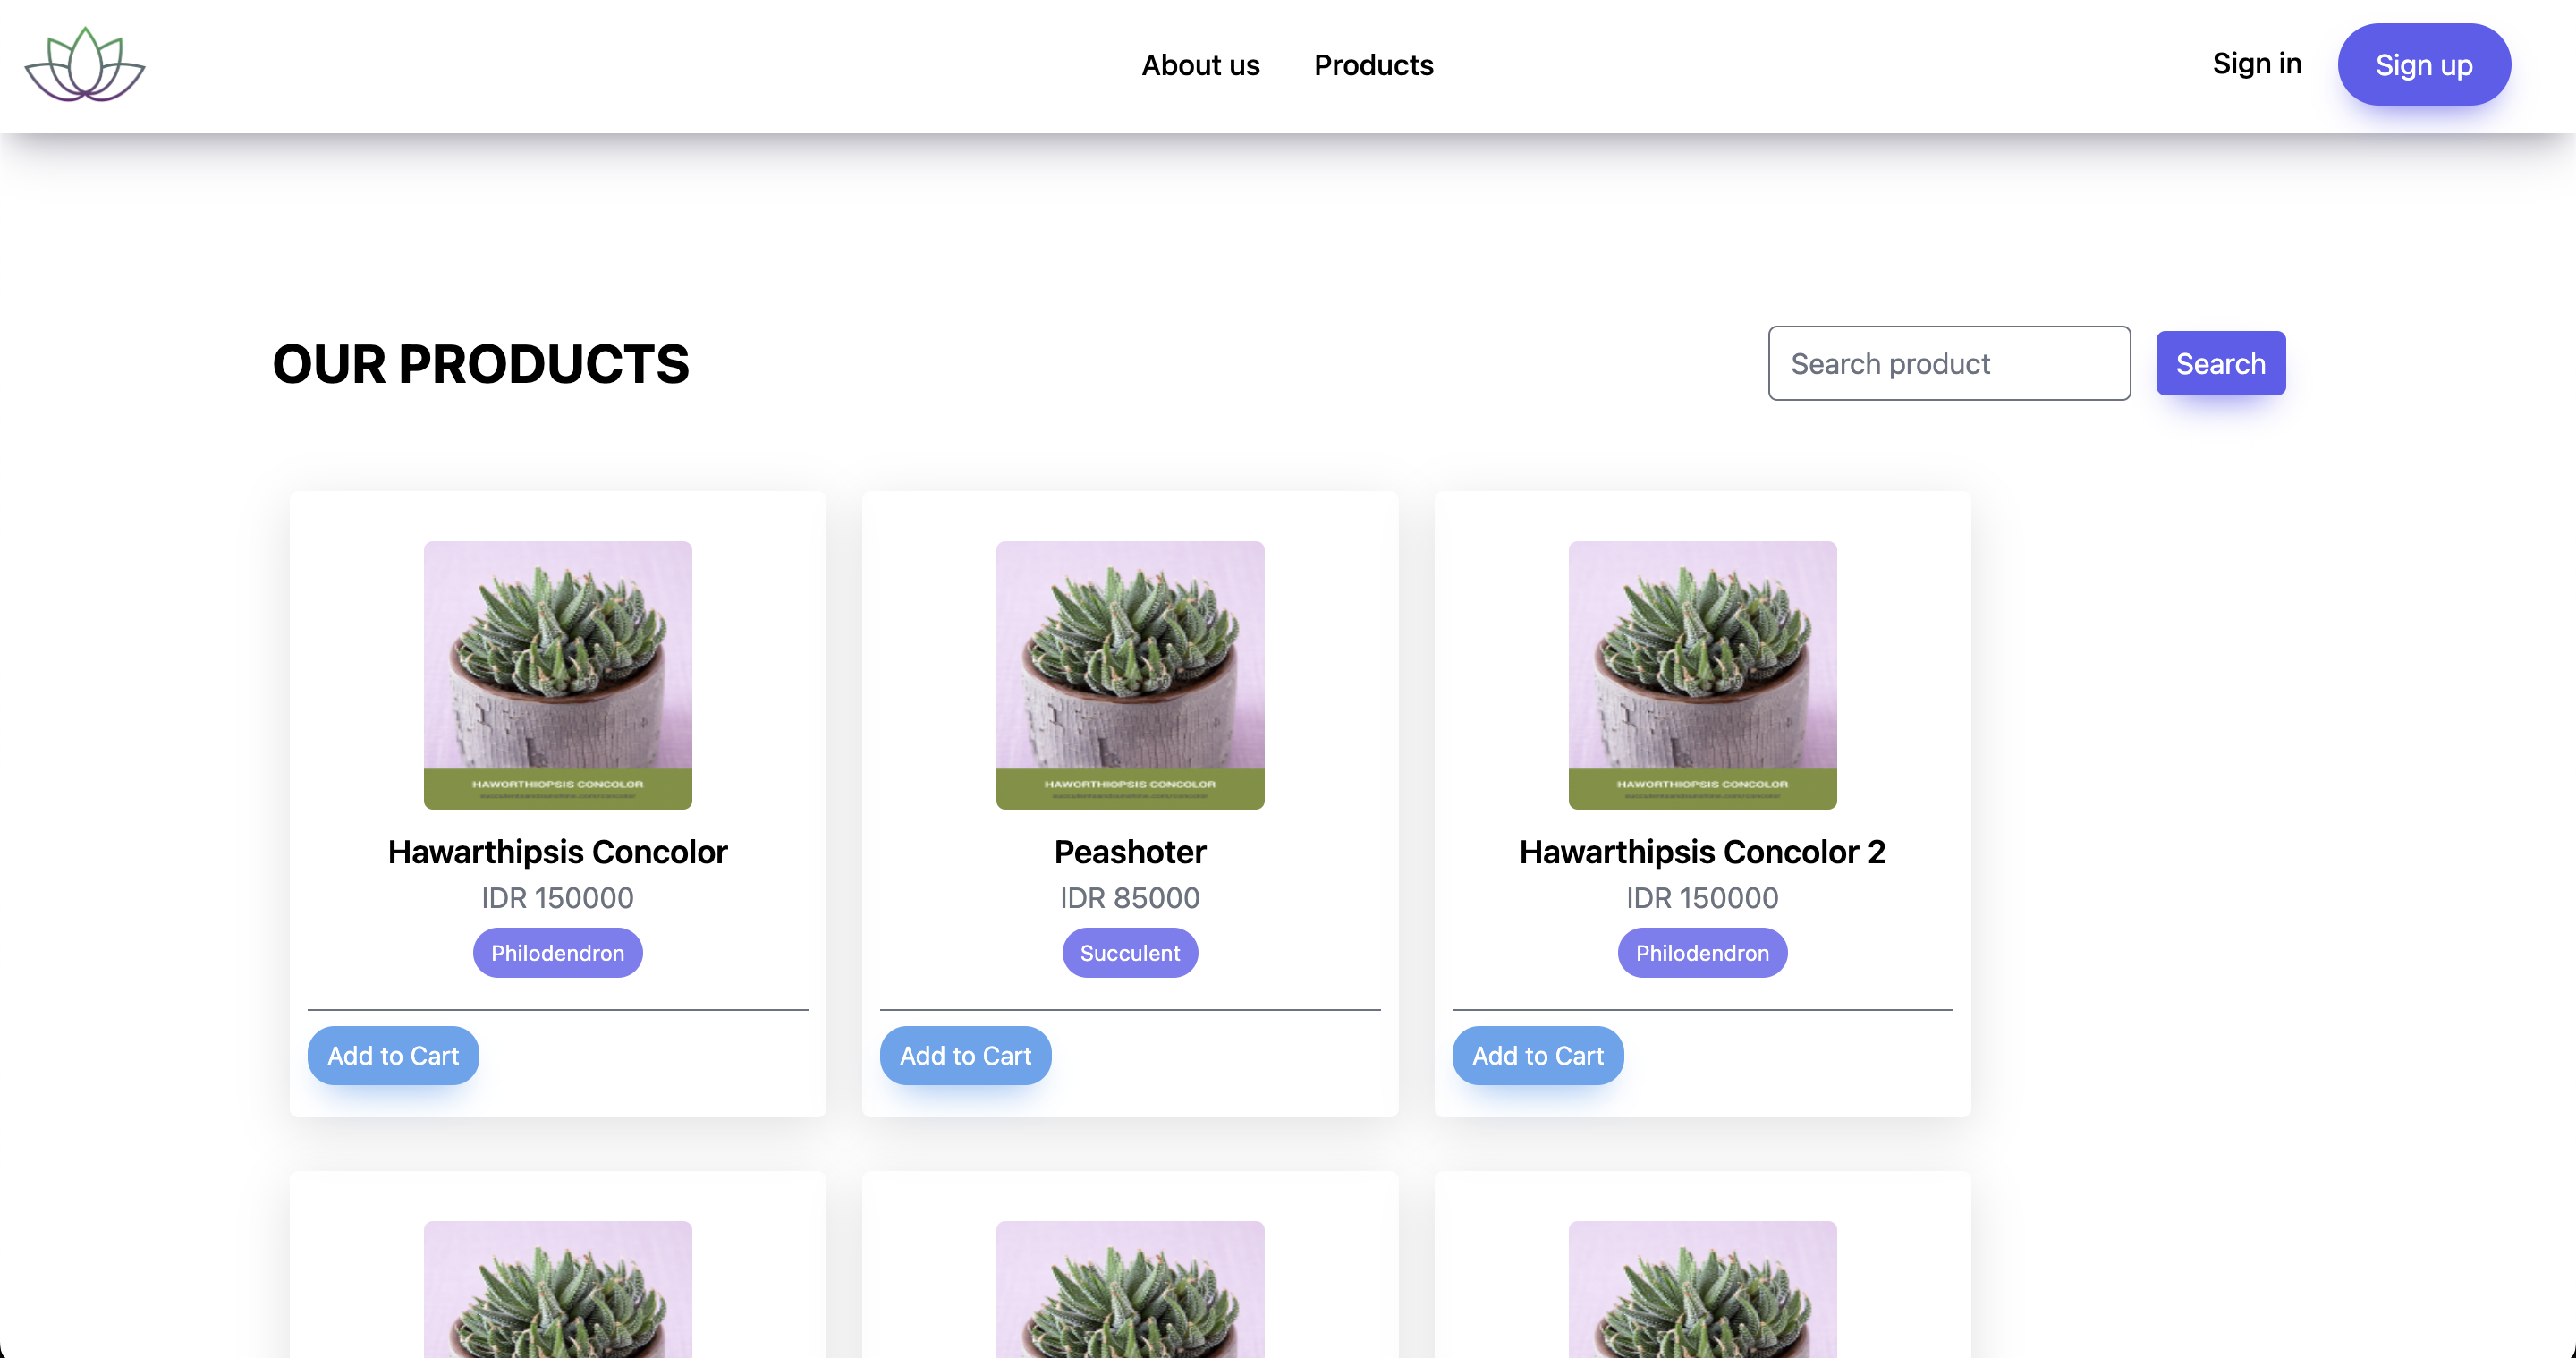 About us Products Sign in Sign up
OUR PRODUCTS
Search product Search
HAWORTHIOPSIS CONCOLOR HAWORTHIOPSIS CONCOLOR HAWORTHIOPSIS CONCOLOR
Hawarthipsis Concolor Peashoter Hawarthipsis Concolor 2
IDR 150000 IDR 85000 IDR 150000
Philodendron Succulent Philodendron
Add to Cart Add to Cart Add to Cart